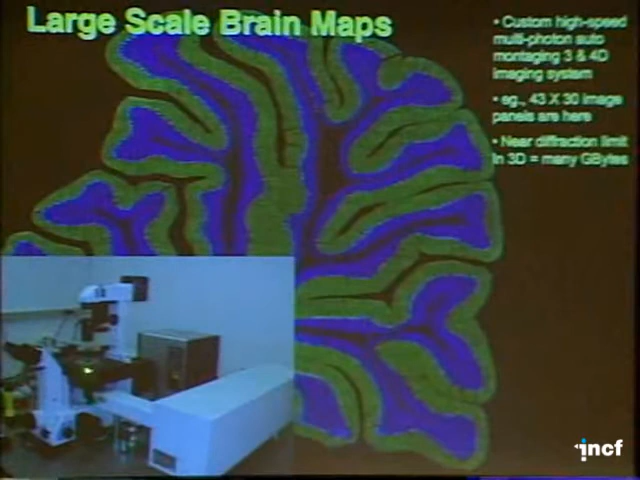 Large Scale Brain Maps
• Custom high-speed
multi-photon auto
montaging 3 & 4D
imaging system
• eg., 43 X 30 image
panels are here
• Near diffraction limit
in 3D = many GBytes
incf